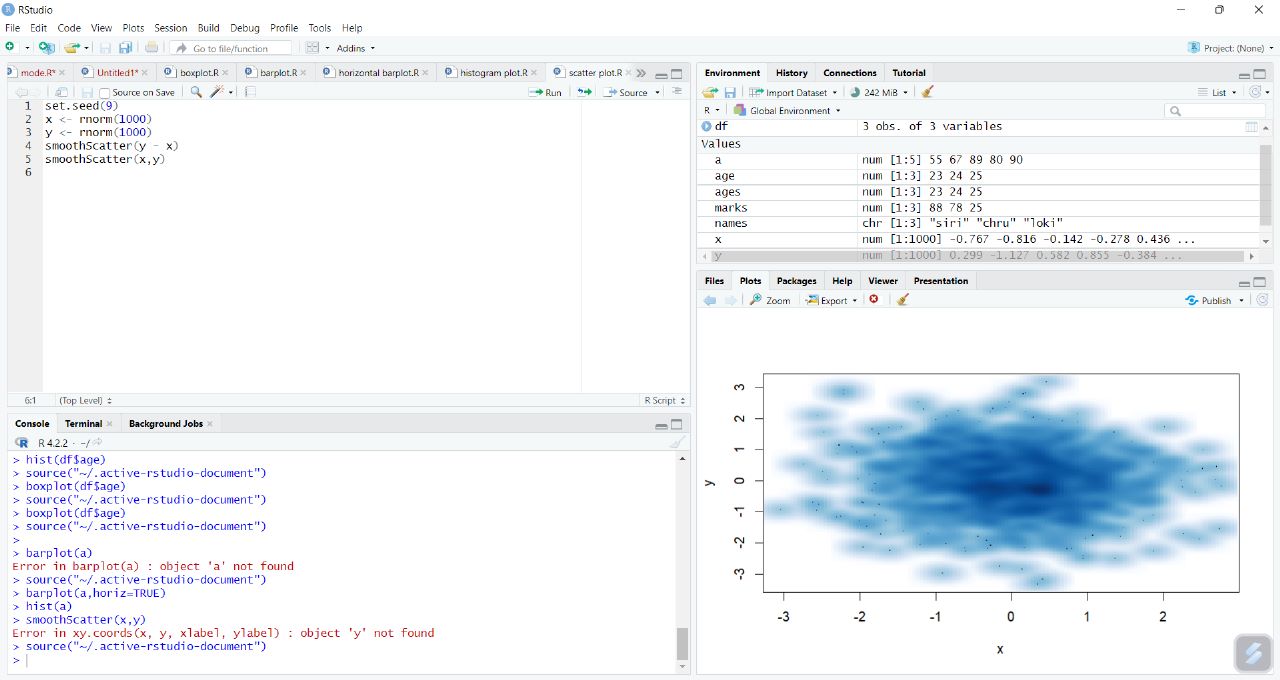 RStudio
File Edit Code View Plots Session Build Debug Profile Tools Help
Go to file/function Addins Project: (None)
mode.R* Untitled1* boxplot.R barplot.R horizontal barplot.R histogram plot.R scatter plot.R
Source on Save Run Source
1 set.seed(9)
2 x <- rnorm(1000)
3 y <- rnorm(1000)
4 smoothScatter(y - x)
5 smoothScatter(x,y)
6
6:1 (Top Level) R Script
Console Terminal Background Jobs
R 4.2.2 · ~/
> hist(df$age)
> source("~/.active-rstudio-document")
> boxplot(df$age)
> source("~/.active-rstudio-document")
> boxplot(df$age)
> source("~/.active-rstudio-document")
>
> barplot(a)
Error in barplot(a) : object 'a' not found
> source("~/.active-rstudio-document")
> barplot(a,horiz=TRUE)
> hist(a)
> smoothScatter(x,y)
Error in xy.coords(x, y, xlabel, ylabel) : object 'y' not found
> source("~/.active-rstudio-document")
>
Environment History Connections Tutorial
Import Dataset 242 MiB List
R Global Environment
df 3 obs. of 3 variables
Values
a num [1:5] 55 67 89 80 90
age num [1:3] 23 24 25
ages num [1:3] 23 24 25
marks num [1:3] 88 78 25
names chr [1:3] "siri" "chru" "loki"
x num [1:1000] -0.767 -0.816 -0.142 -0.278 0.436 ...
y num [1:1000] 0.299 -1.127 0.582 0.855 -0.384 ...
Files Plots Packages Help Viewer Presentation
Zoom Export Publish
3
2
1
0
-1
-2
-3
y
-3 -2 -1 0 1 2
x